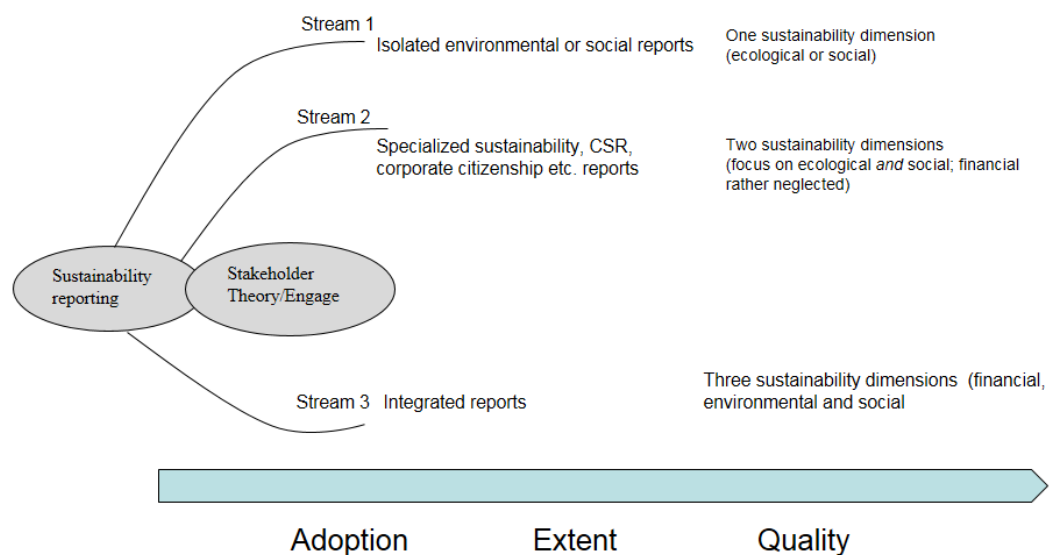 Stream 1
Isolated environmental or social reports
One sustainability dimension
(ecological or social)
Stream 2
Specialized sustainability, CSR,
corporate citizenship etc. reports
Two sustainability dimensions
(focus on ecological and social; financial
rather neglected)
Sustainability
reporting
Stakeholder
Theory/Engage
Stream 3 Integrated reports
Three sustainability dimensions (financial,
environmental and social
Adoption Extent Quality